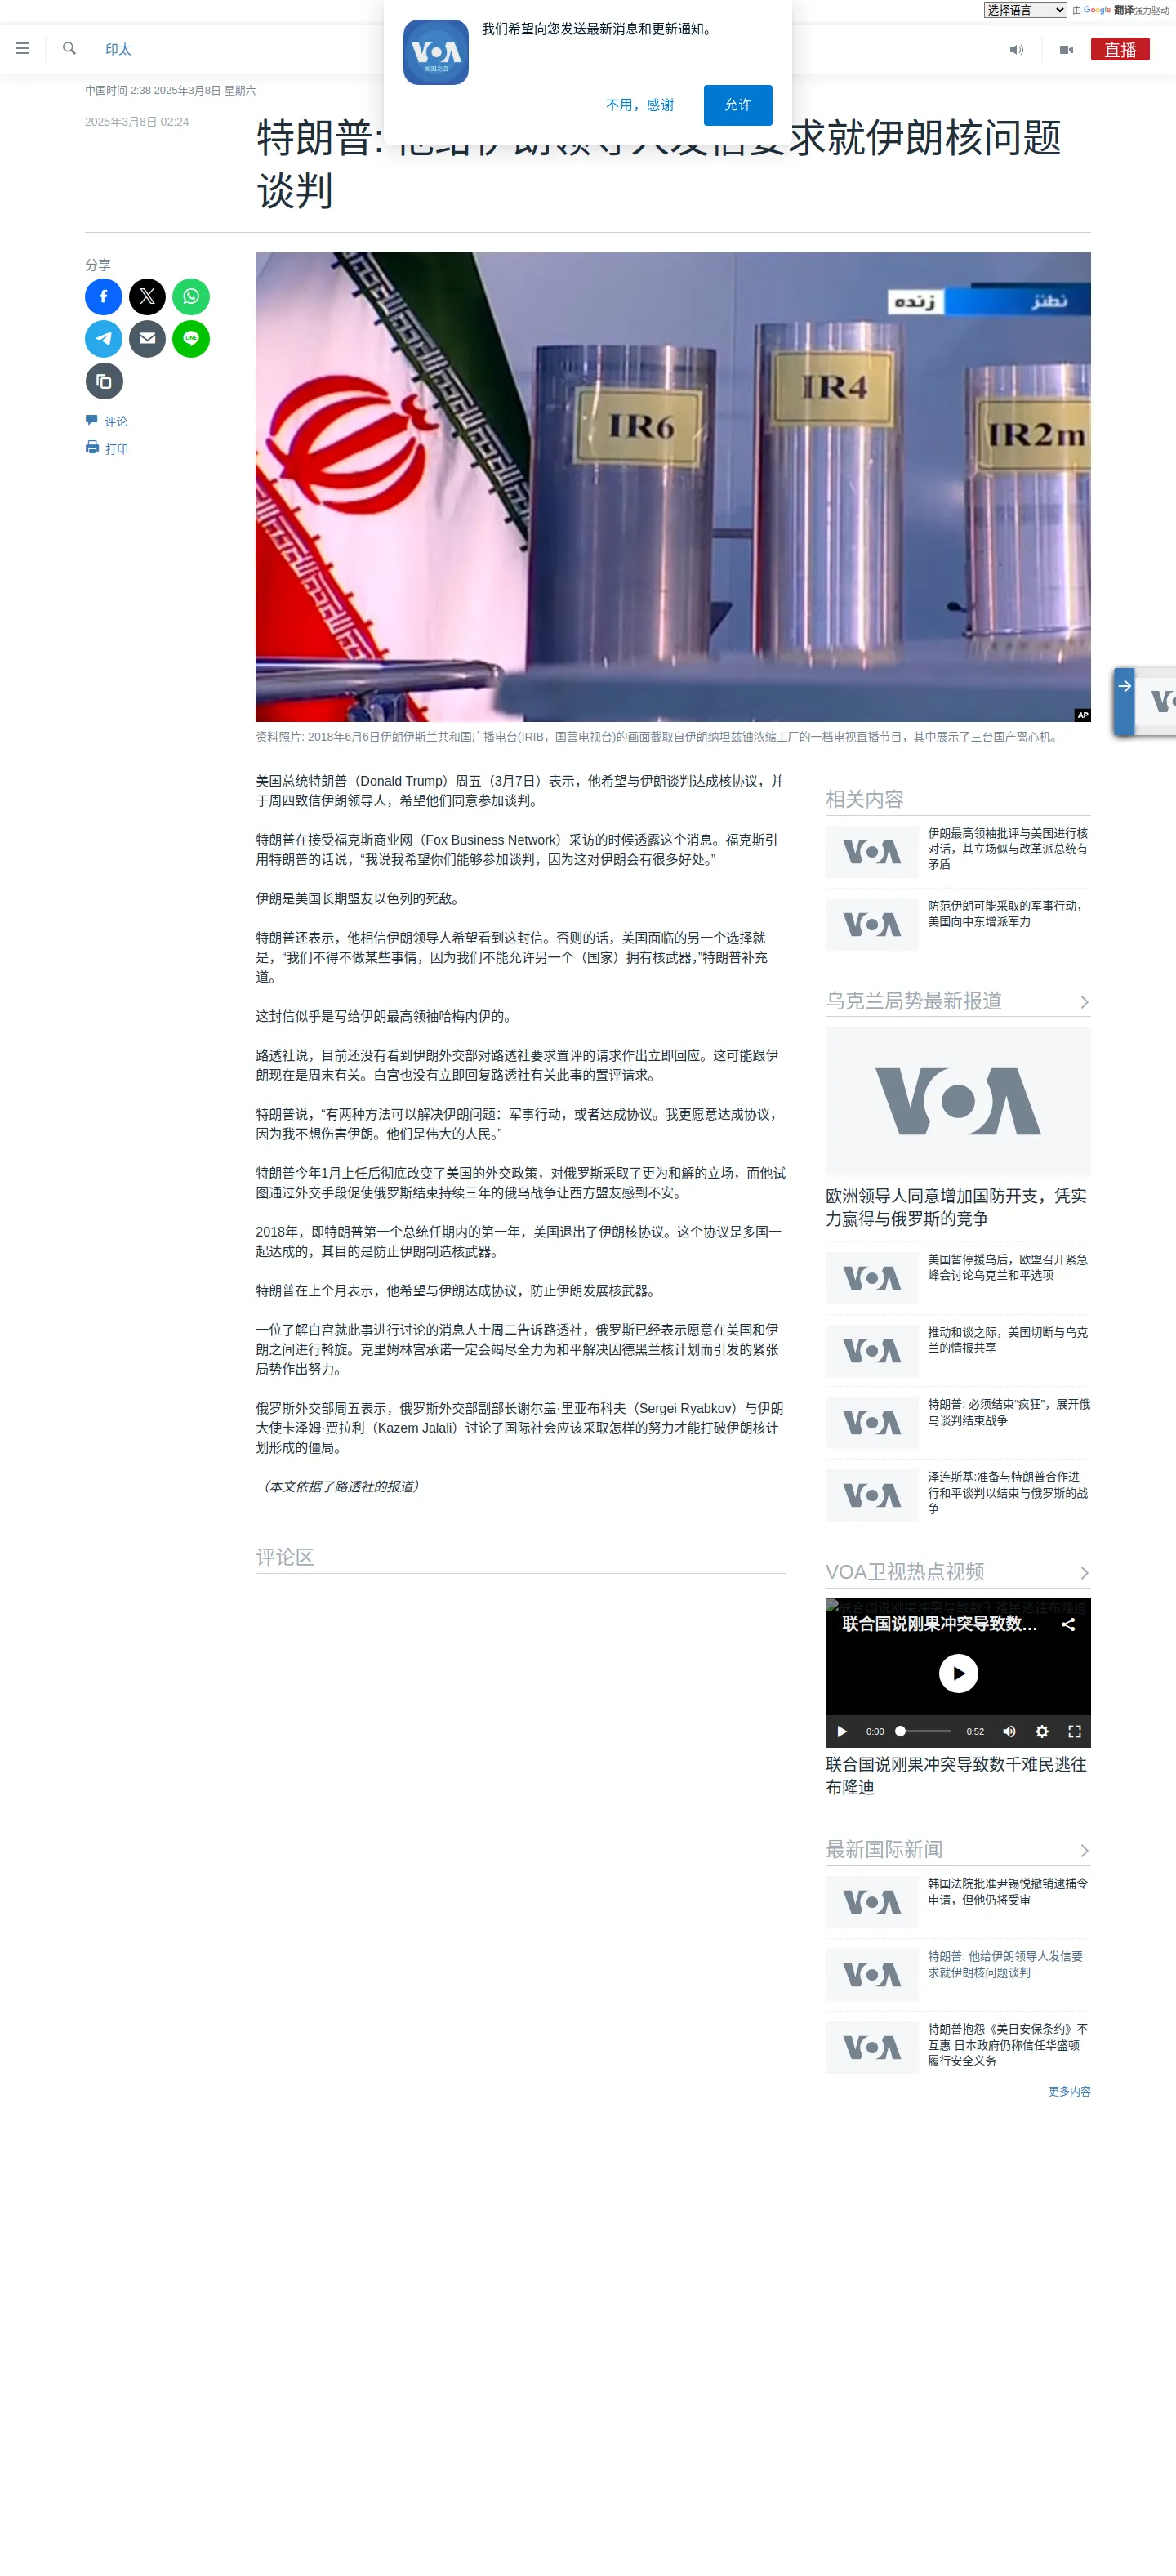 选择语言 由 Google 翻译强力驱动
我们希望向您发送最新消息和更新通知。
VOA
美国之音
不用，感谢
允许
印太
直播
中国时间 2:38 2025年3月8日 星期六
2025年3月8日 02:24
特朗普: 他给伊朗领导人发信要求就伊朗核问题
谈判
分享
LINE
评论
打印
زنده
نطنز
IR6
IR4
IR2m
AP
资料照片: 2018年6月6日伊朗伊斯兰共和国广播电台(IRIB，国营电视台)的画面截取自伊朗纳坦兹铀浓缩工厂的一档电视直播节目，其中展示了三台国产离心机。
美国总统特朗普（Donald Trump）周五（3月7日）表示，他希望与伊朗谈判达成核协议，并
于周四致信伊朗领导人，希望他们同意参加谈判。
特朗普在接受福克斯商业网（Fox Business Network）采访的时候透露这个消息。福克斯引
用特朗普的话说，“我说我希望你们能够参加谈判，因为这对伊朗会有很多好处。”
伊朗是美国长期盟友以色列的死敌。
特朗普还表示，他相信伊朗领导人希望看到这封信。否则的话，美国面临的另一个选择就
是，“我们不得不做某些事情，因为我们不能允许另一个（国家）拥有核武器，”特朗普补充
道。
这封信似乎是写给伊朗最高领袖哈梅内伊的。
路透社说，目前还没有看到伊朗外交部对路透社要求置评的请求作出立即回应。这可能跟伊
朗现在是周末有关。白宫也没有立即回复路透社有关此事的置评请求。
特朗普说，“有两种方法可以解决伊朗问题：军事行动，或者达成协议。我更愿意达成协议，
因为我不想伤害伊朗。他们是伟大的人民。”
特朗普今年1月上任后彻底改变了美国的外交政策，对俄罗斯采取了更为和解的立场，而他试
图通过外交手段促使俄罗斯结束持续三年的俄乌战争让西方盟友感到不安。
2018年，即特朗普第一个总统任期内的第一年，美国退出了伊朗核协议。这个协议是多国一
起达成的，其目的是防止伊朗制造核武器。
特朗普在上个月表示，他希望与伊朗达成协议，防止伊朗发展核武器。
一位了解白宫就此事进行讨论的消息人士周二告诉路透社，俄罗斯已经表示愿意在美国和伊
朗之间进行斡旋。克里姆林宫承诺一定会竭尽全力为和平解决因德黑兰核计划而引发的紧张
局势作出努力。
俄罗斯外交部周五表示，俄罗斯外交部副部长谢尔盖·里亚布科夫（Sergei Ryabkov）与伊朗
大使卡泽姆·贾拉利（Kazem Jalali）讨论了国际社会应该采取怎样的努力才能打破伊朗核计
划形成的僵局。
（本文依据了路透社的报道）
评论区
相关内容
VOA
伊朗最高领袖批评与美国进行核
对话，其立场似与改革派总统有
矛盾
VOA
防范伊朗可能采取的军事行动，
美国向中东增派军力
乌克兰局势最新报道
VOA
欧洲领导人同意增加国防开支，凭实
力赢得与俄罗斯的竞争
VOA
美国暂停援乌后，欧盟召开紧急
峰会讨论乌克兰和平选项
VOA
推动和谈之际，美国切断与乌克
兰的情报共享
VOA
特朗普: 必须结束“疯狂”，展开俄
乌谈判结束战争
VOA
泽连斯基:准备与特朗普合作进
行和平谈判以结束与俄罗斯的战
争
VOA卫视热点视频
联合国说刚果冲突导致数千难民逃往布隆迪
联合国说刚果冲突导致数...
0:00
0:52
联合国说刚果冲突导致数千难民逃往
布隆迪
最新国际新闻
VOA
韩国法院批准尹锡悦撤销逮捕令
申请，但他仍将受审
VOA
特朗普: 他给伊朗领导人发信要
求就伊朗核问题谈判
VOA
特朗普抱怨《美日安保条约》不
互惠 日本政府仍称信任华盛顿
履行安全义务
更多内容